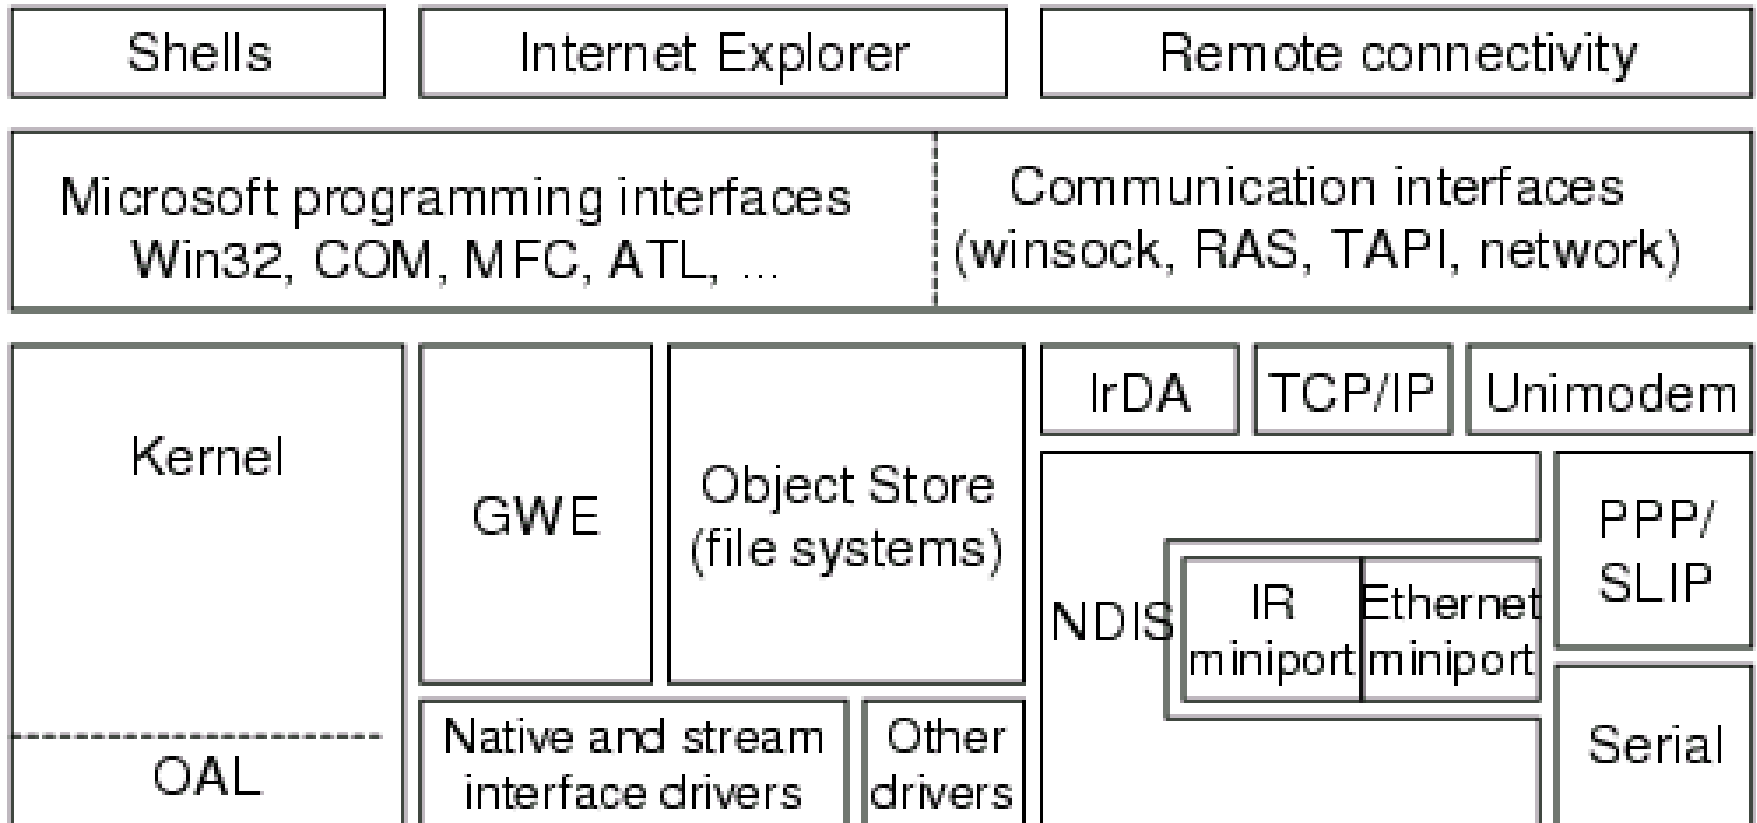 Shells
Internet Explorer
Remote connectivity
Microsoft programming interfaces
Win32, COM, MFC, ATL, ...
Communication interfaces
(winsock, RAS, TAPI, network)
Kernel
OAL
GWE
Object Store
(file systems)
Native and stream
interface drivers
Other
drivers
IrDA
TCP/IP
Unimodem
NDIS
IR
miniport
Ethernet
miniport
PPP/
SLIP
Serial